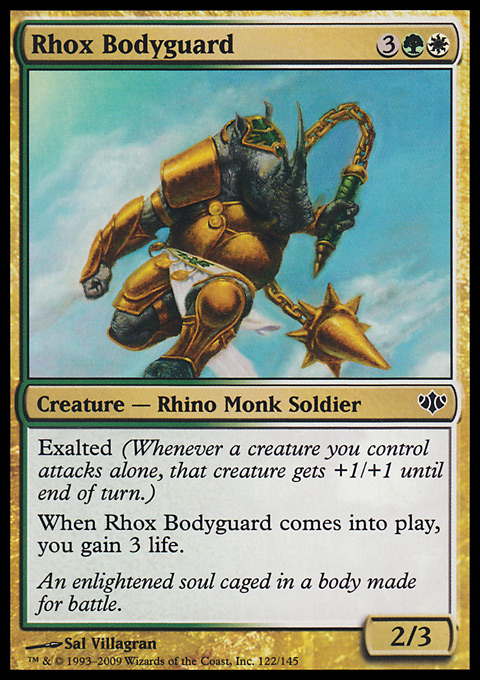 Rhox Bodyguard 3
Creature — Rhino Monk Soldier
Exalted (Whenever a creature you control
attacks alone, that creature gets +1/+1 until
end of turn.)
When Rhox Bodyguard comes into play,
you gain 3 life.
An enlightened soul caged in a body made
for battle.
2/3
Sal Villagran
™ & © 1993–2009 Wizards of the Coast, Inc. 122/145